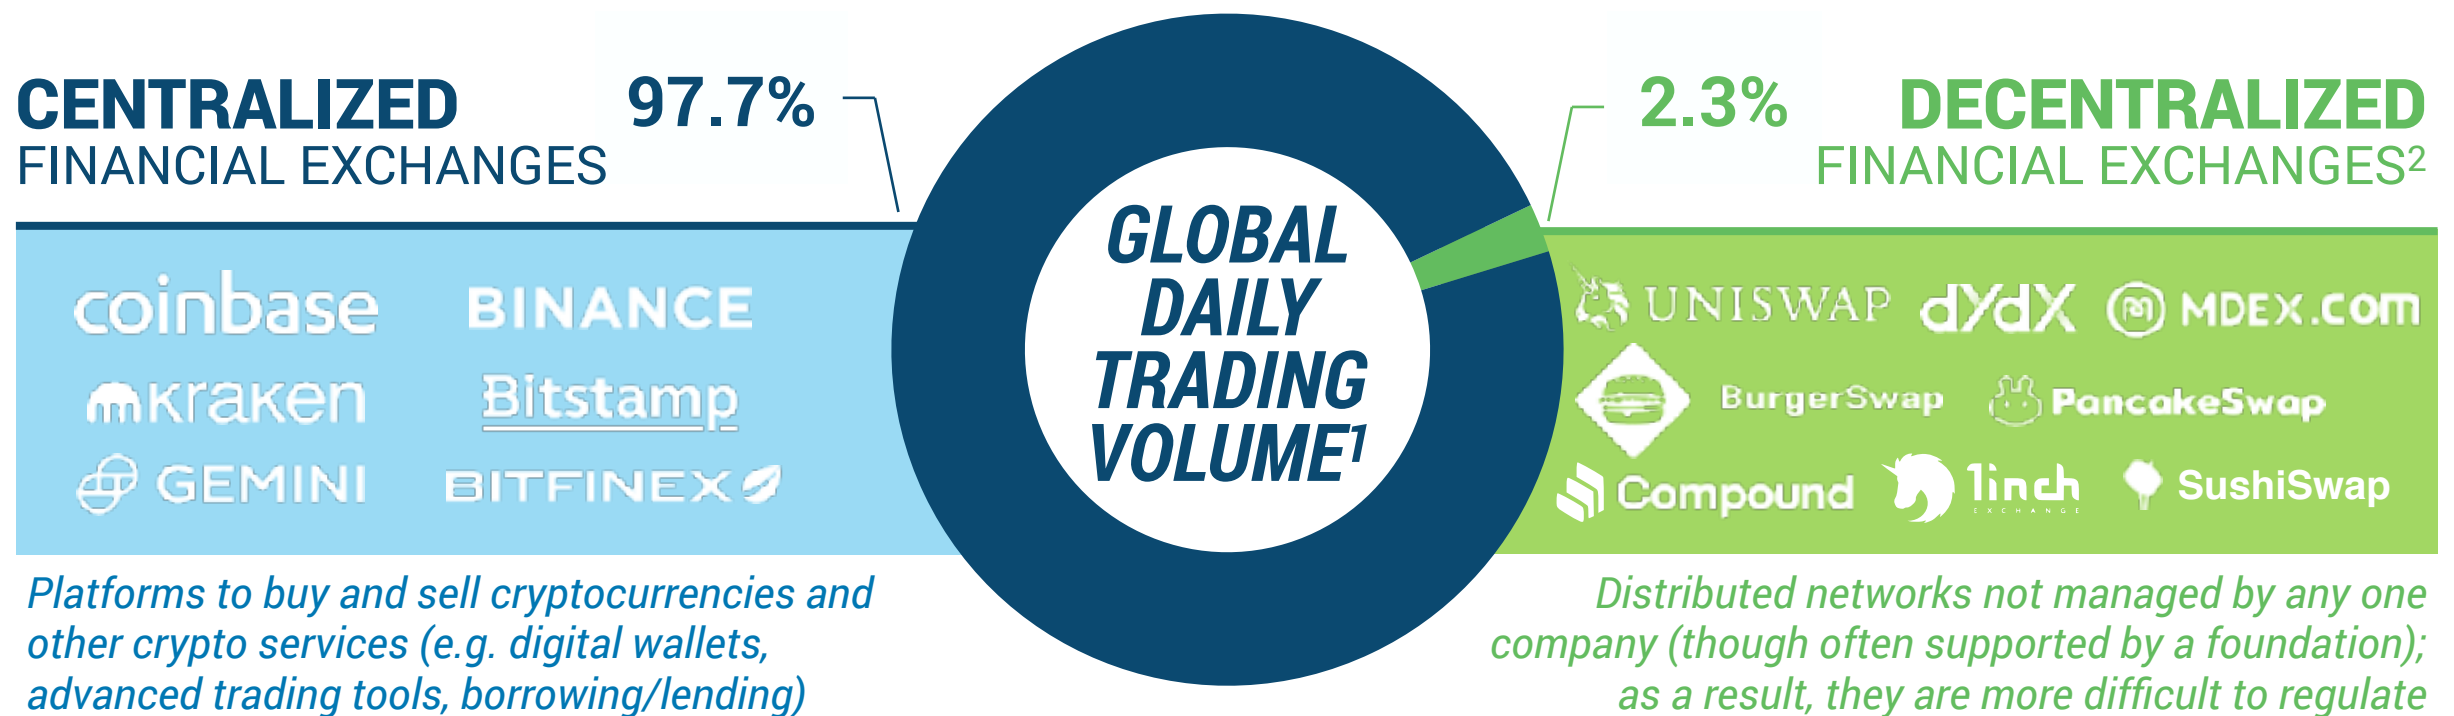 CENTRALIZED
FINANCIAL EXCHANGES
97.7%
coinbase BINANCE
kraken Bitstamp
GEMINI BITFINEX
Platforms to buy and sell cryptocurrencies and
other crypto services (e.g. digital wallets,
advanced trading tools, borrowing/lending)
GLOBAL
DAILY
TRADING
VOLUME¹
2.3%
DECENTRALIZED
FINANCIAL EXCHANGES²
UNISWAP dYdX MDEX.COM
BurgerSwap PancakeSwap
Compound 1inch EXCHANGE SushiSwap
Distributed networks not managed by any one
company (though often supported by a foundation);
as a result, they are more difficult to regulate